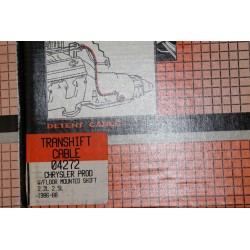 DETENT CABLE
TRANSHIFT
CABLE
04272
CHRYSLER PROD
W/FLOOR MOUNTED SHIFT
2.2L 2.5L
1986-88